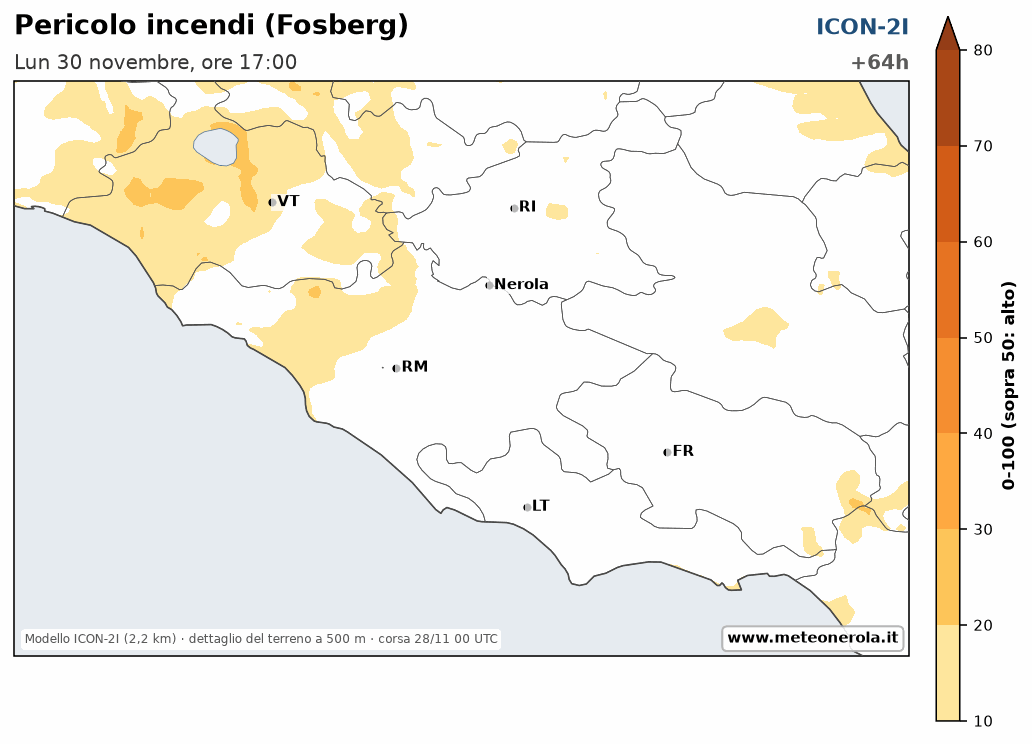 Pericolo incendi (Fosberg)
ICON-2I
Lun 30 novembre, ore 17:00
+64h
VT
RI
Nerola
RM
FR
LT
Modello ICON-2I (2,2 km) · dettaglio del terreno a 500 m · corsa 28/11 00 UTC
www.meteonerola.it
80
70
60
50
40
30
20
10
0-100 (sopra 50: alto)